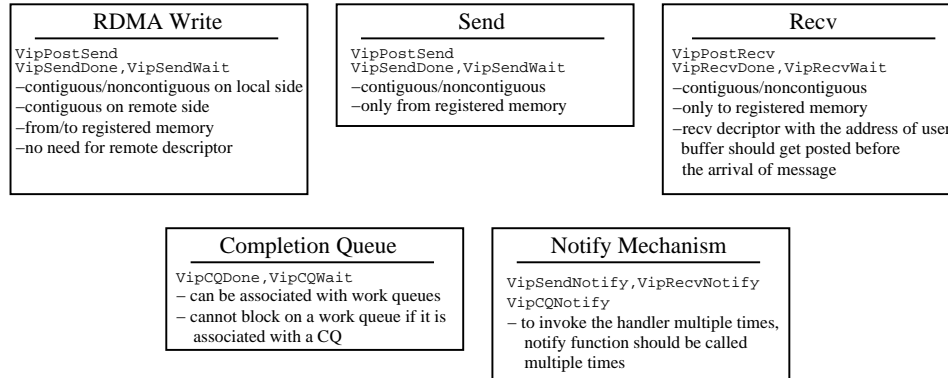 RDMA Write
VipPostSend
VipSendDone,VipSendWait
–contiguous/noncontiguous on local side
–contiguous on remote side
–from/to registered memory
–no need for remote descriptor
Send
VipPostSend
VipSendDone,VipSendWait
–contiguous/noncontiguous
–only from registered memory
Recv
VipPostRecv
VipRecvDone,VipRecvWait
–contiguous/noncontiguous
–only to registered memory
–recv decriptor with the address of user
buffer should get posted before
the arrival of message
Completion Queue
VipCQDone,VipCQWait
– can be associated with work queues
– cannot block on a work queue if it is
associated with a CQ
Notify Mechanism
VipSendNotify,VipRecvNotify
VipCQNotify
– to invoke the handler multiple times,
notify function should be called
multiple times